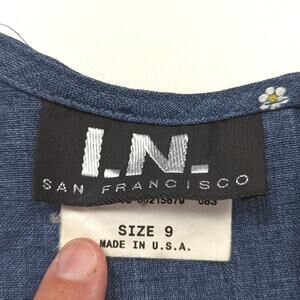 I.N.
SAN FRANCISCO
SIZE 9
MADE IN U.S.A.